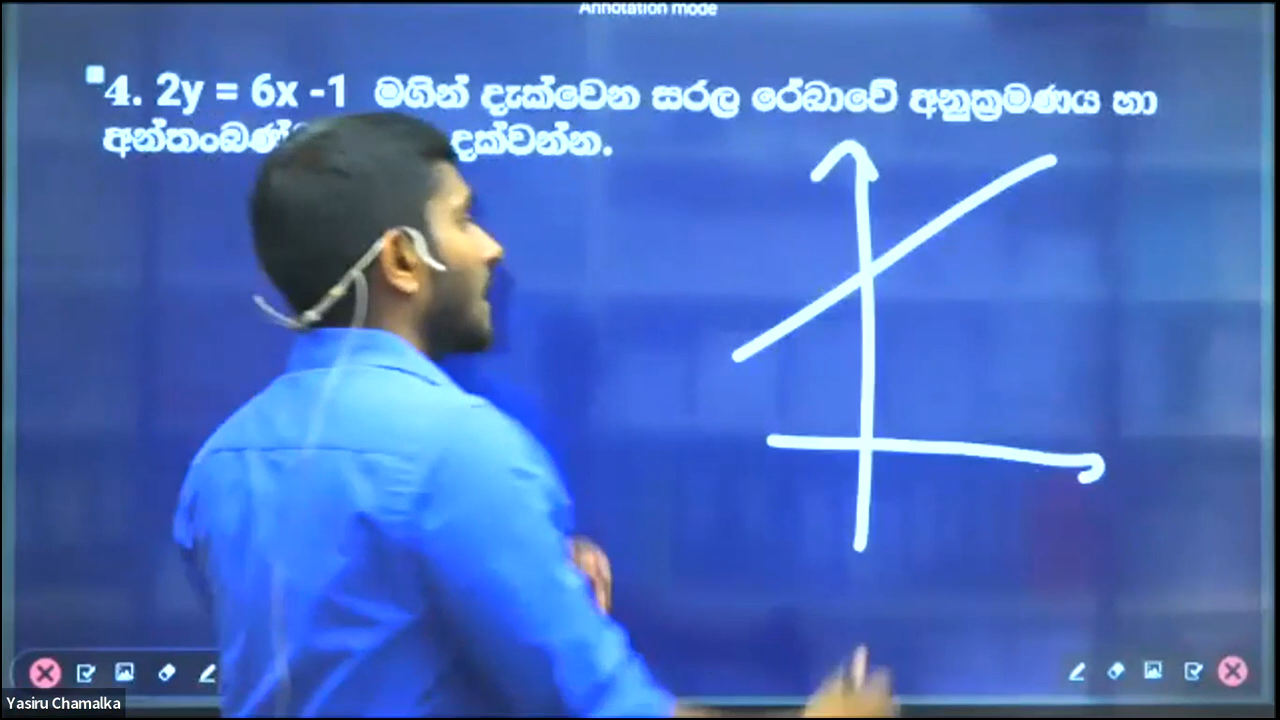 Annotation mode
4. 2y = 6x -1 මගින් දැක්වෙන සරල රේඛාවේ අනුක්‍රමණය හා
දක්වන්න.
Yasiru Chamalka